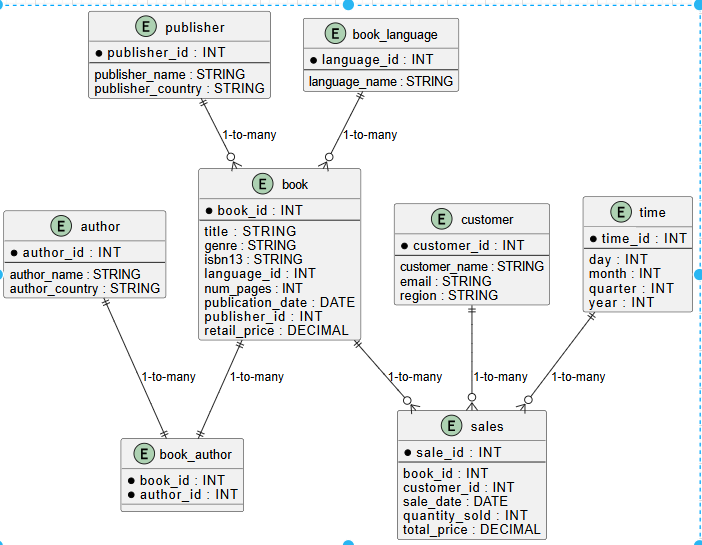 E publisher
publisher_id : INT
publisher_name : STRING
publisher_country : STRING
E book_language
language_id : INT
language_name : STRING
1-to-many
1-to-many
E book
book_id : INT
title : STRING
genre : STRING
isbn13 : STRING
language_id : INT
num_pages : INT
publication_date : DATE
publisher_id : INT
retail_price : DECIMAL
E author
author_id : INT
author_name : STRING
author_country : STRING
E customer
customer_id : INT
customer_name : STRING
email : STRING
region : STRING
E time
time_id : INT
day : INT
month : INT
quarter : INT
year : INT
1-to-many
1-to-many
1-to-many
1-to-many
1-to-many
E book_author
book_id : INT
author_id : INT
E sales
sale_id : INT
book_id : INT
customer_id : INT
sale_date : DATE
quantity_sold : INT
total_price : DECIMAL